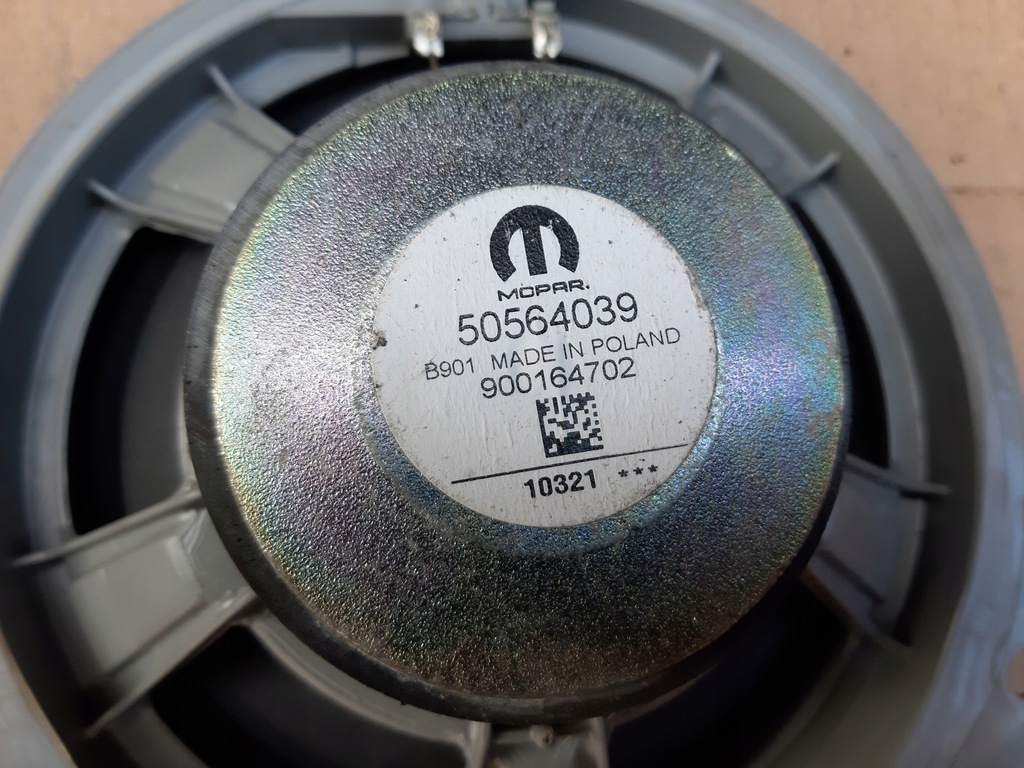 MOPAR.
50564039
B901 MADE IN POLAND
900164702
10321 ***